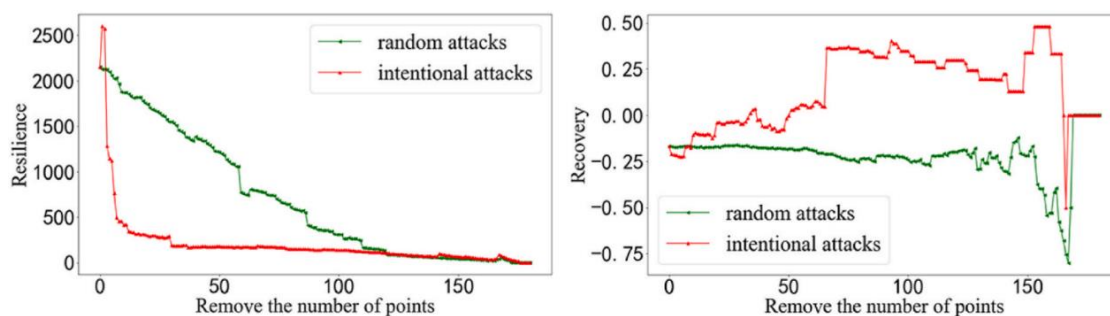 2500
2000
1500
1000
500
0
Resilience
random attacks
intentional attacks
0 50 100 150
Remove the number of points
0.50
0.25
0.00
−0.25
−0.50
−0.75
Recovery
random attacks
intentional attacks
0 50 100 150
Remove the number of points